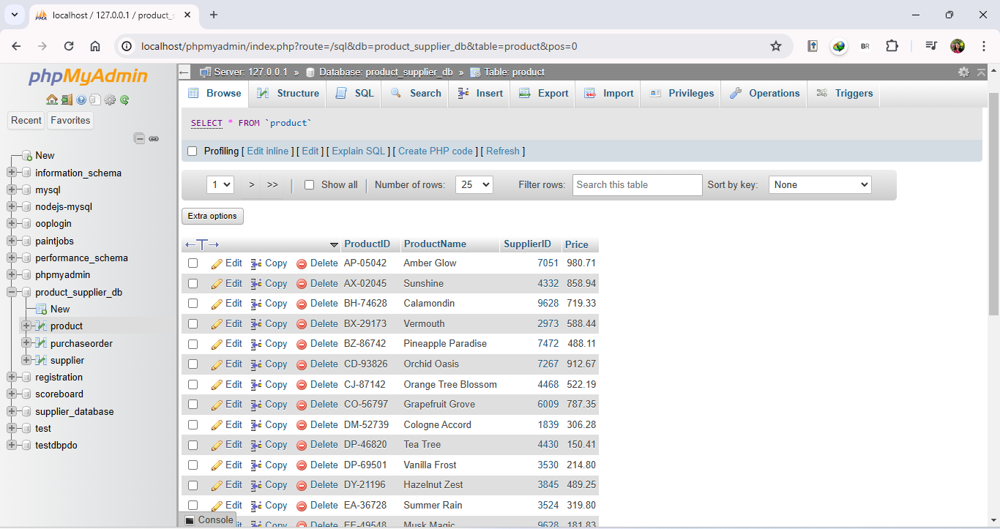 localhost / 127.0.0.1 / product_s
localhost/phpmyadmin/index.php?route=/sql&db=product_supplier_db&table=product&pos=0
BR
phpMyAdmin
Recent Favorites
New
information_schema
mysql
nodejs-mysql
ooplogin
paintjobs
performance_schema
phpmyadmin
product_supplier_db
New
product
purchaseorder
supplier
registration
scoreboard
supplier_database
test
testdbpdo
Server: 127.0.0.1 » Database: product_supplier_db » Table: product
Browse Structure SQL Search Insert Export Import Privileges Operations Triggers
SELECT * FROM `product`
Profiling [ Edit inline ] [ Edit ] [ Explain SQL ] [ Create PHP code ] [ Refresh ]
1 > >> Show all Number of rows: 25 Filter rows: Search this table Sort by key: None
Extra options
←T→ ProductID ProductName SupplierID Price
Edit Copy Delete AP-05042 Amber Glow 7051 980.71
Edit Copy Delete AX-02045 Sunshine 4332 858.94
Edit Copy Delete BH-74628 Calamondin 9628 719.33
Edit Copy Delete BX-29173 Vermouth 2973 588.44
Edit Copy Delete BZ-86742 Pineapple Paradise 7472 488.11
Edit Copy Delete CD-93826 Orchid Oasis 7267 912.67
Edit Copy Delete CJ-87142 Orange Tree Blossom 4468 522.19
Edit Copy Delete CO-56797 Grapefruit Grove 6009 787.35
Edit Copy Delete DM-52739 Cologne Accord 1839 306.28
Edit Copy Delete DP-46820 Tea Tree 4430 150.41
Edit Copy Delete DP-69501 Vanilla Frost 3530 214.80
Edit Copy Delete DY-21196 Hazelnut Zest 3845 489.25
Edit Copy Delete EA-36728 Summer Rain 3524 319.80
Console Copy Delete EE-49548 Musk Magic 9628 181.83